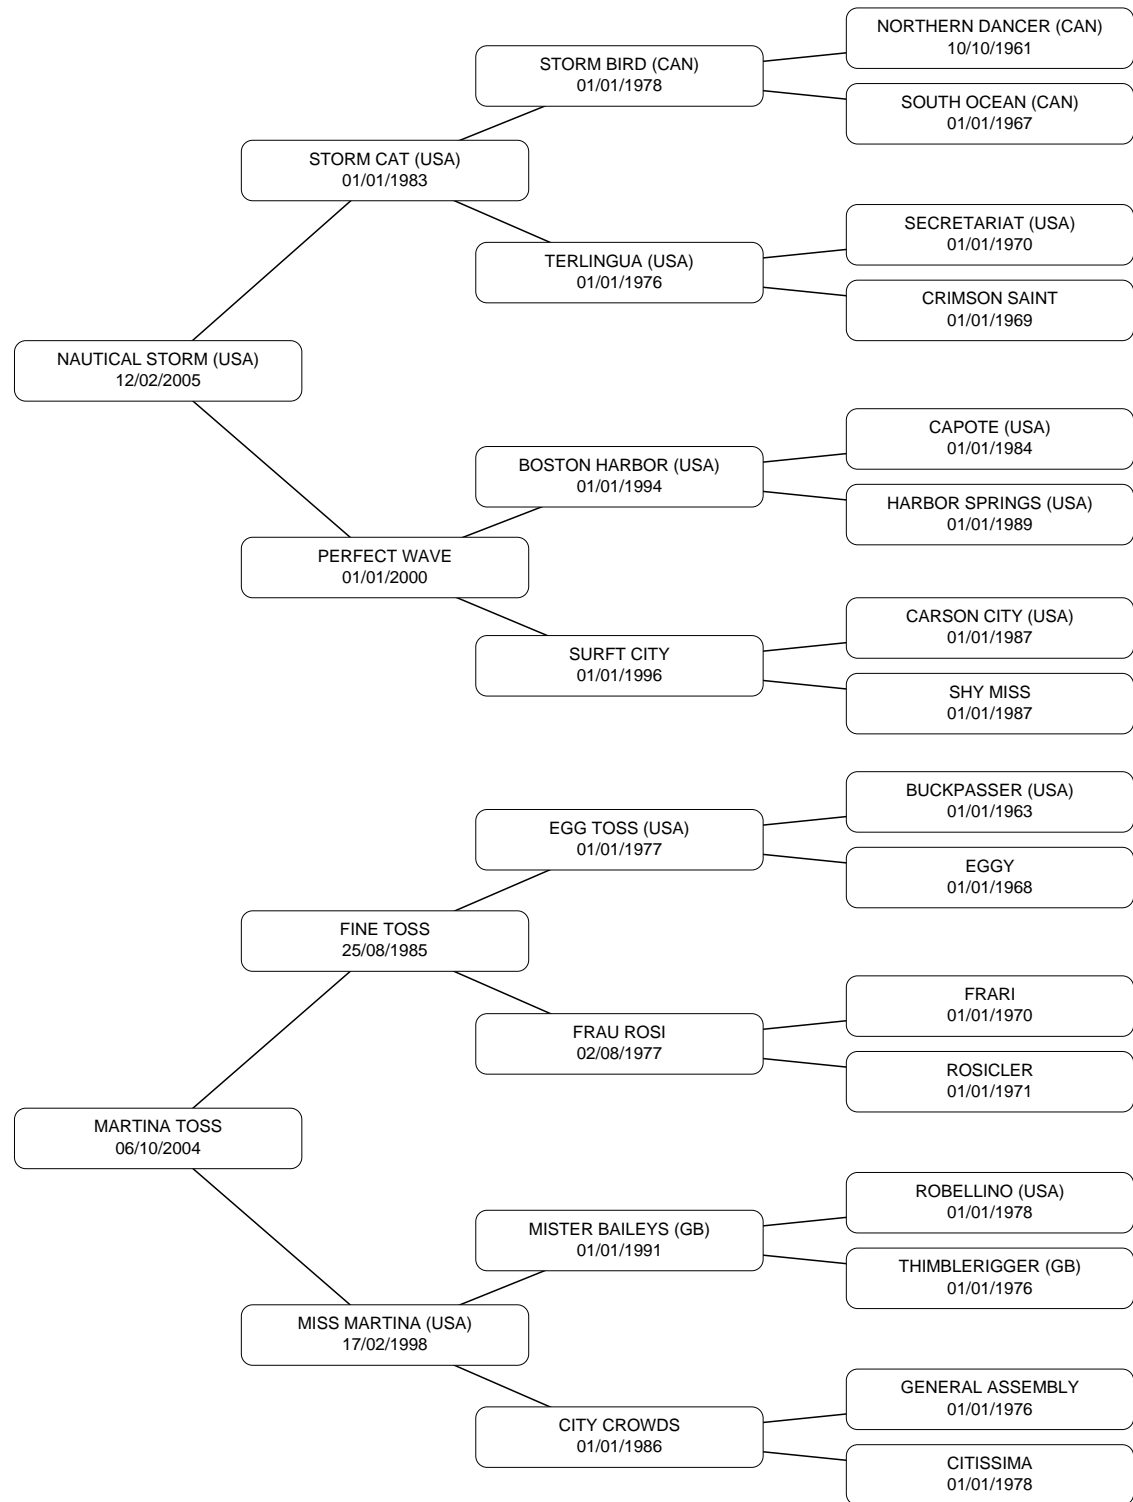 NORTHERN DANCER (CAN)
10/10/1961
STORM BIRD (CAN)
01/01/1978
SOUTH OCEAN (CAN)
01/01/1967
STORM CAT (USA)
01/01/1983
SECRETARIAT (USA)
01/01/1970
TERLINGUA (USA)
01/01/1976
CRIMSON SAINT
01/01/1969
NAUTICAL STORM (USA)
12/02/2005
CAPOTE (USA)
01/01/1984
BOSTON HARBOR (USA)
01/01/1994
HARBOR SPRINGS (USA)
01/01/1989
PERFECT WAVE
01/01/2000
CARSON CITY (USA)
01/01/1987
SURFT CITY
01/01/1996
SHY MISS
01/01/1987
BUCKPASSER (USA)
01/01/1963
EGG TOSS (USA)
01/01/1977
EGGY
01/01/1968
FINE TOSS
25/08/1985
FRARI
01/01/1970
FRAU ROSI
02/08/1977
ROSICLER
01/01/1971
MARTINA TOSS
06/10/2004
ROBELLINO (USA)
01/01/1978
MISTER BAILEYS (GB)
01/01/1991
THIMBLERIGGER (GB)
01/01/1976
MISS MARTINA (USA)
17/02/1998
GENERAL ASSEMBLY
01/01/1976
CITY CROWDS
01/01/1986
CITISSIMA
01/01/1978